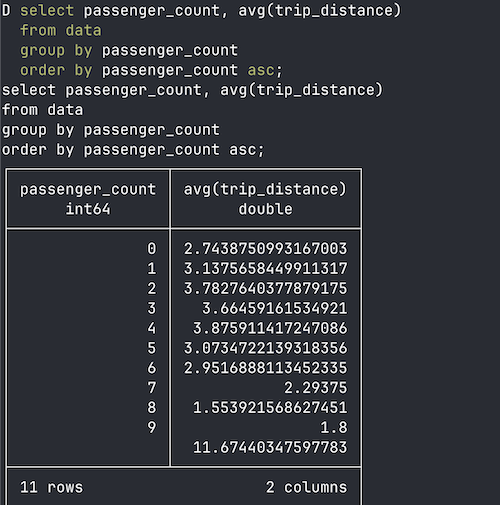 D select passenger_count, avg(trip_distance)
from data
group by passenger_count
order by passenger_count asc;
select passenger_count, avg(trip_distance)
from data
group by passenger_count
order by passenger_count asc;
passenger_count avg(trip_distance)
int64 double
0 2.7438750993167003
1 3.1375658449911317
2 3.7827640377879175
3 3.66459161534921
4 3.875911417247086
5 3.0734722139318356
6 2.9516888113452335
7 2.29375
8 1.553921568627451
9 1.8
11.67440347597783
11 rows 2 columns